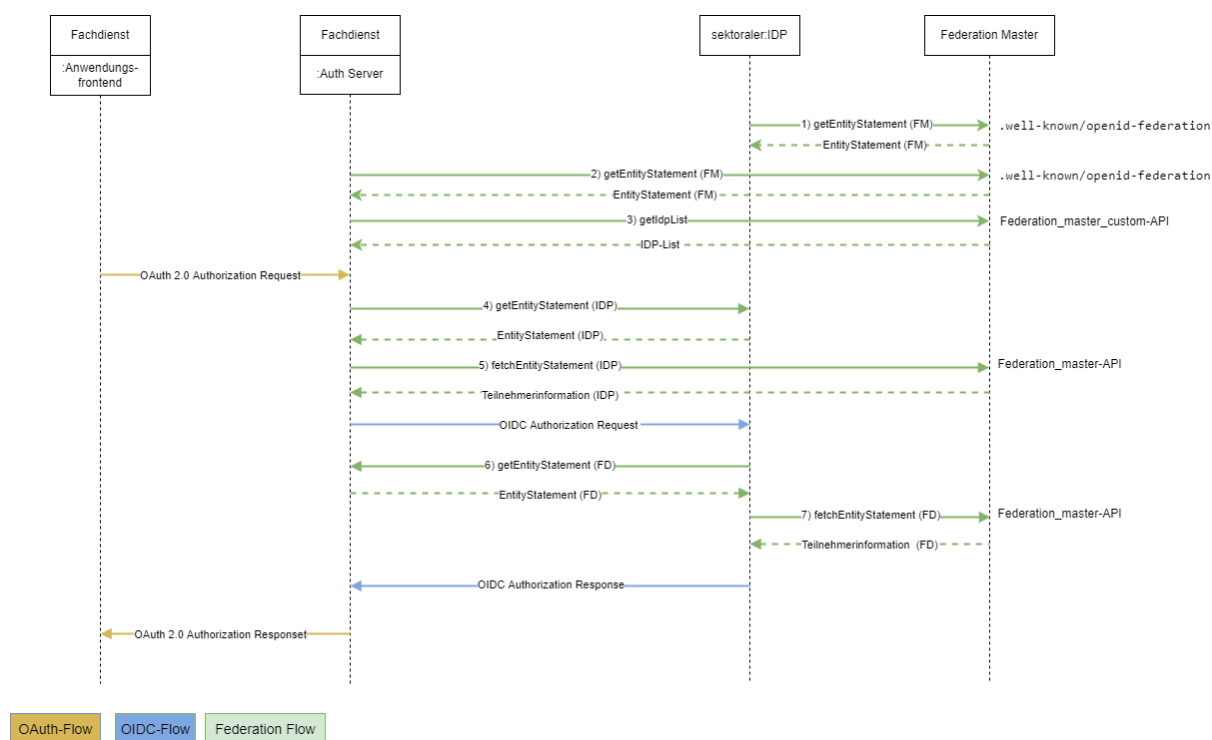 Fachdienst
Fachdienst
sektoraler:IDP
Federation Master
:Anwendungs-
frontend
:Auth Server
1) getEntityStatement (FM)
.well-known/openid-federation
EntityStatement (FM)
2) getEntityStatement (FM)
.well-known/openid-federation
EntityStatement (FM)
3) getIdpList
Federation_master_custom-API
IDP-List
OAuth 2.0 Authorization Request
4) getEntityStatement (IDP)
EntityStatement (IDP)
5) fetchEntityStatement (IDP)
Federation_master-API
Teilnehmerinformation (IDP)
OIDC Authorization Request
6) getEntityStatement (FD)
EntityStatement (FD)
7) fetchEntityStatement (FD)
Federation_master-API
Teilnehmerinformation (FD)
OIDC Authorization Response
OAuth 2.0 Authorization Responset
OAuth-Flow
OIDC-Flow
Federation Flow